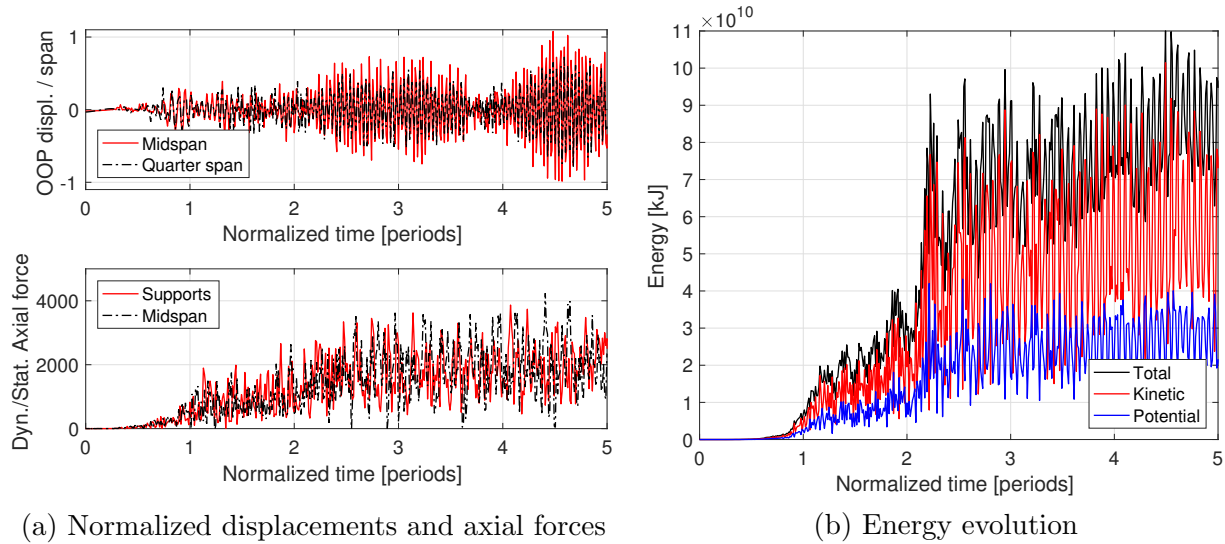 OOP displ. / span
1
0
-1
Midspan
Quarter span
0 1 2 3 4 5
Normalized time [periods]
Dyn./Stat. Axial force
4000
2000
0
Supports
Midspan
0 1 2 3 4 5
Normalized time [periods]
(a) Normalized displacements and axial forces
×10^10
Energy [kJ]
11
10
9
8
7
6
5
4
3
2
1
0
Total
Kinetic
Potential
0 1 2 3 4 5
Normalized time [periods]
(b) Energy evolution